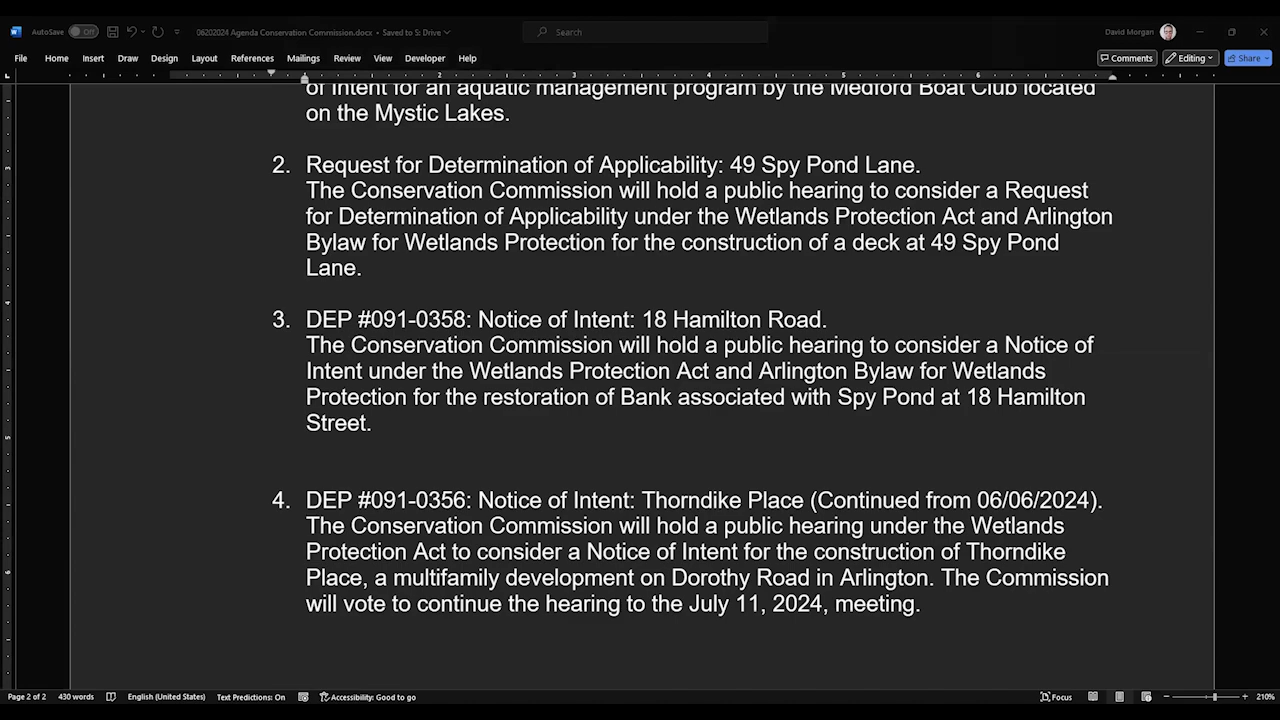 AutoSave Off 06202024 Agenda Conservation Commission.docx • Saved to S: Drive Search David Morgan
File Home Insert Draw Design Layout References Mailings Review View Developer Help Comments Editing Share
1 2 3 4 5 6
of Intent for an aquatic management program by the Medford Boat Club located
on the Mystic Lakes.
2. Request for Determination of Applicability: 49 Spy Pond Lane.
The Conservation Commission will hold a public hearing to consider a Request
for Determination of Applicability under the Wetlands Protection Act and Arlington
Bylaw for Wetlands Protection for the construction of a deck at 49 Spy Pond
Lane.
3. DEP #091-0358: Notice of Intent: 18 Hamilton Road.
The Conservation Commission will hold a public hearing to consider a Notice of
Intent under the Wetlands Protection Act and Arlington Bylaw for Wetlands
Protection for the restoration of Bank associated with Spy Pond at 18 Hamilton
Street.
4. DEP #091-0356: Notice of Intent: Thorndike Place (Continued from 06/06/2024).
The Conservation Commission will hold a public hearing under the Wetlands
Protection Act to consider a Notice of Intent for the construction of Thorndike
Place, a multifamily development on Dorothy Road in Arlington. The Commission
will vote to continue the hearing to the July 11, 2024, meeting.
Page 2 of 2 430 words English (United States) Text Predictions: On Accessibility: Good to go Focus 210%